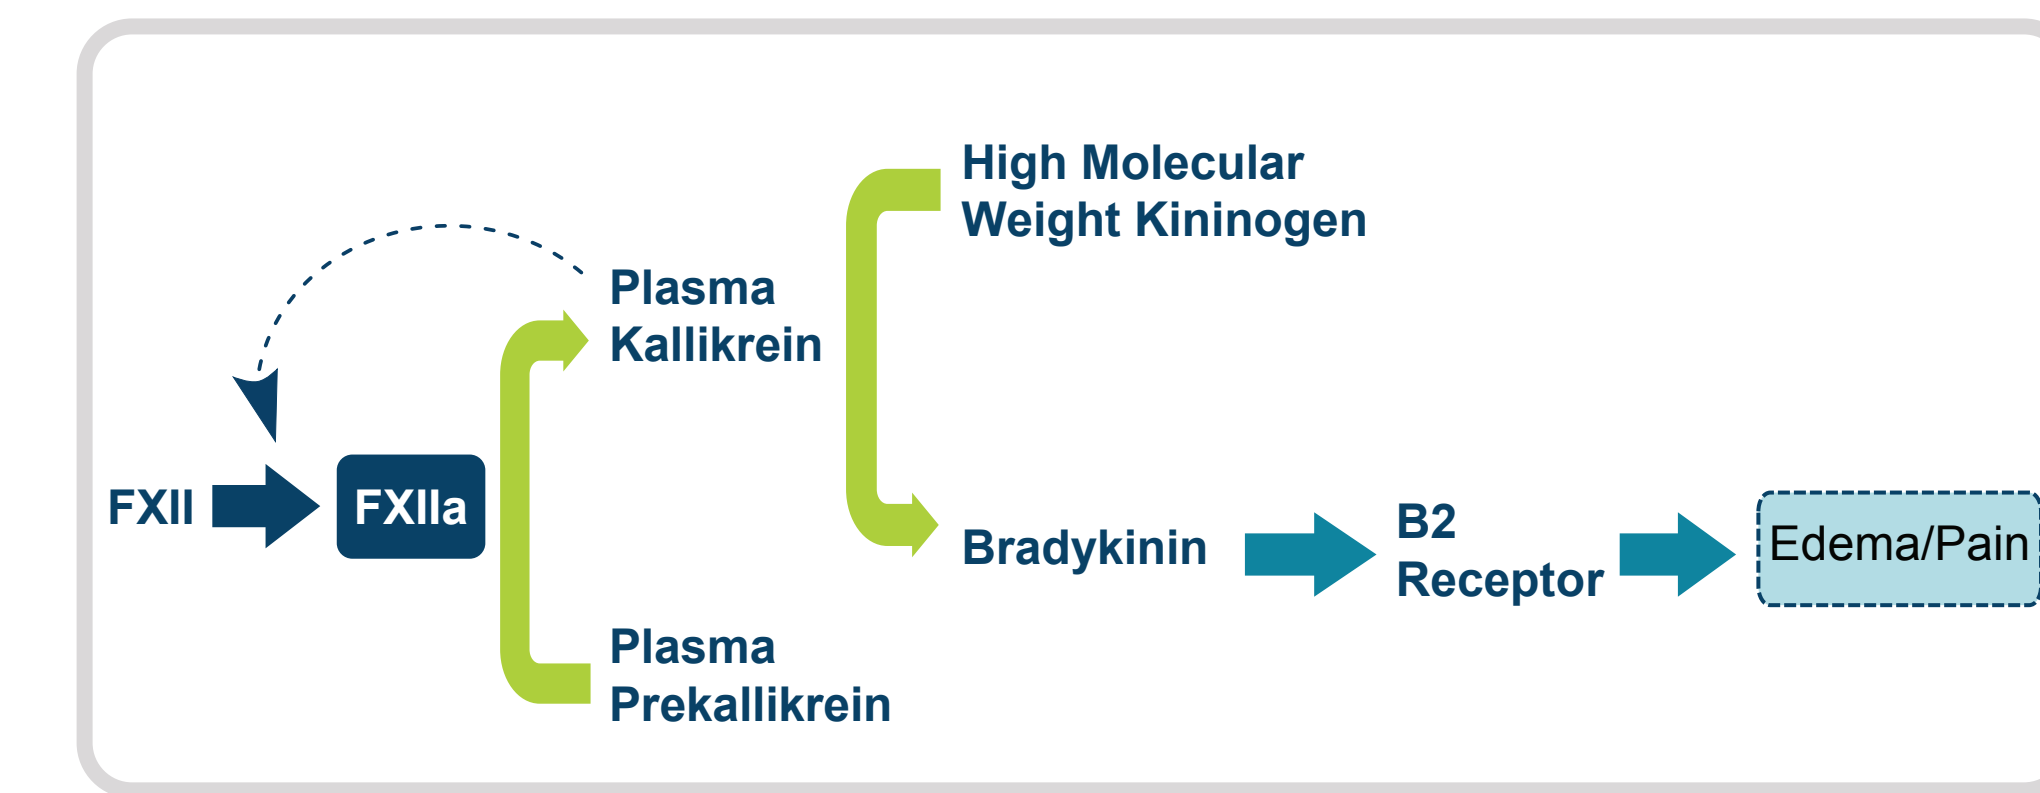 High Molecular
Weight Kininogen
Plasma
Kallikrein
FXII
FXIIa
Bradykinin
B2
Receptor
Edema/Pain
Plasma
Prekallikrein